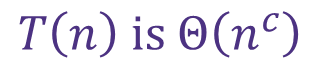 T(n) is Θ(n^c)